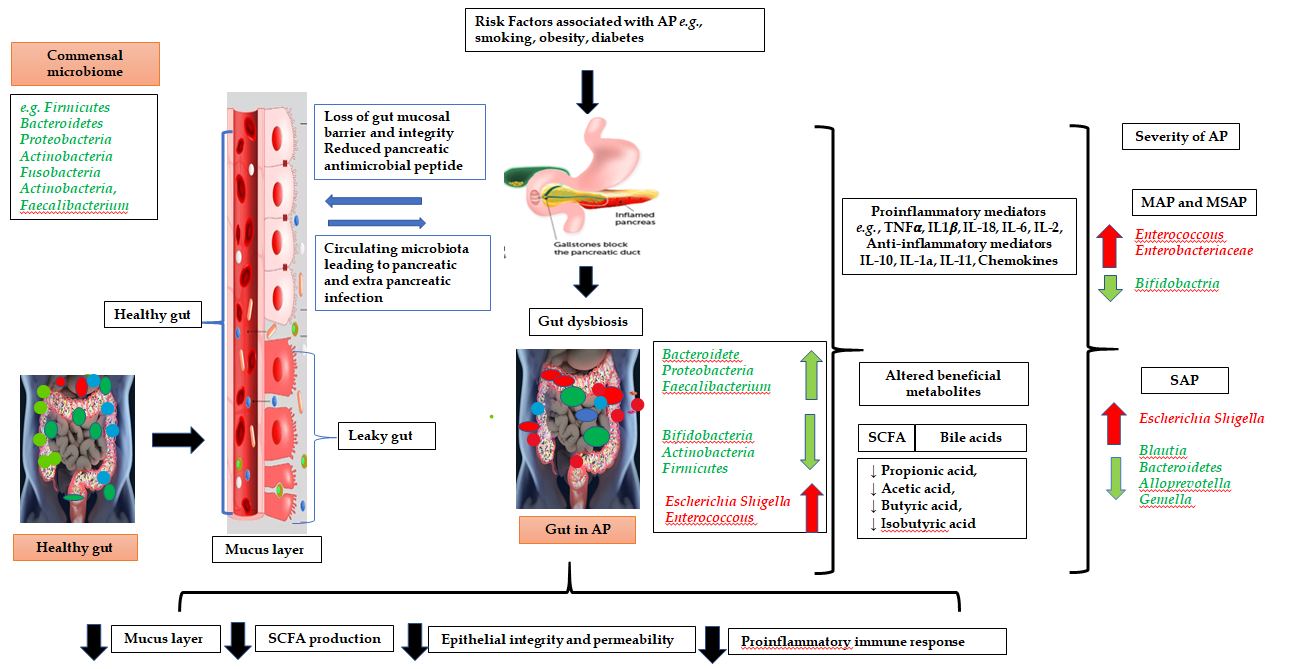 Risk Factors associated with AP e.g.,
smoking, obesity, diabetes
Commensal
microbiome
e.g. Firmicutes
Bacteroidetes
Proteobacteria
Actinobacteria
Fusobacteria
Actinobacteria,
Faecalibacterium
Loss of gut mucosal
barrier and integrity
Reduced pancreatic
antimicrobial peptide
Circulating microbiota
leading to pancreatic
and extra pancreatic
infection
Healthy gut
Leaky gut
Healthy gut
Mucus layer
Inflamed
pancreas
Gallstones block
the pancreatic duct
Gut dysbiosis
Gut in AP
Bacteroidete
Proteobacteria
Faecalibacterium
Bifidobacteria
Actinobacteria
Firmicutes
Escherichia Shigella
Enterococcous
Proinflammatory mediators
e.g., TNFα, IL1β, IL-18, IL-6, IL-2,
Anti-inflammatory mediators
IL-10, IL-1a, IL-11, Chemokines
Altered beneficial
metabolites
SCFA
Bile acids
↓ Propionic acid,
↓ Acetic acid,
↓ Butyric acid,
↓ Isobutyric acid
Severity of AP
MAP and MSAP
Enterococcous
Enterobacteriaceae
Bifidobactria
SAP
Escherichia Shigella
Blautia
Bacteroidetes
Alloprevotella
Gemella
Mucus layer
SCFA production
Epithelial integrity and permeability
Proinflammatory immune response